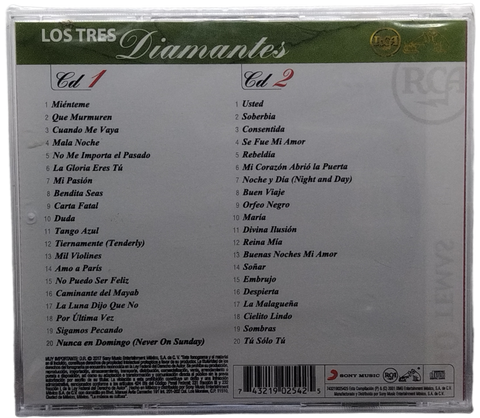 LOS TRES
Diamantes
RCA
Cd 1
1 Miénteme
2 Que Murmuren
3 Cuando Me Vaya
4 Mala Noche
5 No Me Importa el Pasado
6 La Gloria Eres Tú
7 Mi Pasión
8 Bendita Seas
9 Carta Fatal
10 Duda
11 Tango Azul
12 Tiernamente (Tenderly)
13 Mil Violines
14 Amo a París
15 No Puedo Ser Feliz
16 Caminante del Mayab
17 La Luna Dijo Que No
18 Por Última Vez
19 Sigamos Pecando
20 Nunca en Domingo (Never On Sunday)
Cd 2
1 Usted
2 Soberbia
3 Consentida
4 Se Fue Mi Amor
5 Rebeldía
6 Mi Corazón Abrió la Puerta
7 Noche y Día (Night and Day)
8 Buen Viaje
9 Orfeo Negro
10 María
11 Divina Ilusión
12 Reina Mía
13 Buenas Noches Mi Amor
14 Soñar
15 Embrujo
16 Despierta
17 La Malagueña
18 Cielito Lindo
19 Sombras
20 Tú Sólo Tú
TEMAS
7 43219 02542 5
SONY MUSIC